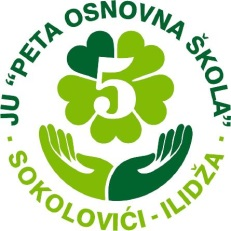 JU "PETA OSNOVNA ŠKOLA"
5
· SOKOLOVIĆI - ILIDŽA ·